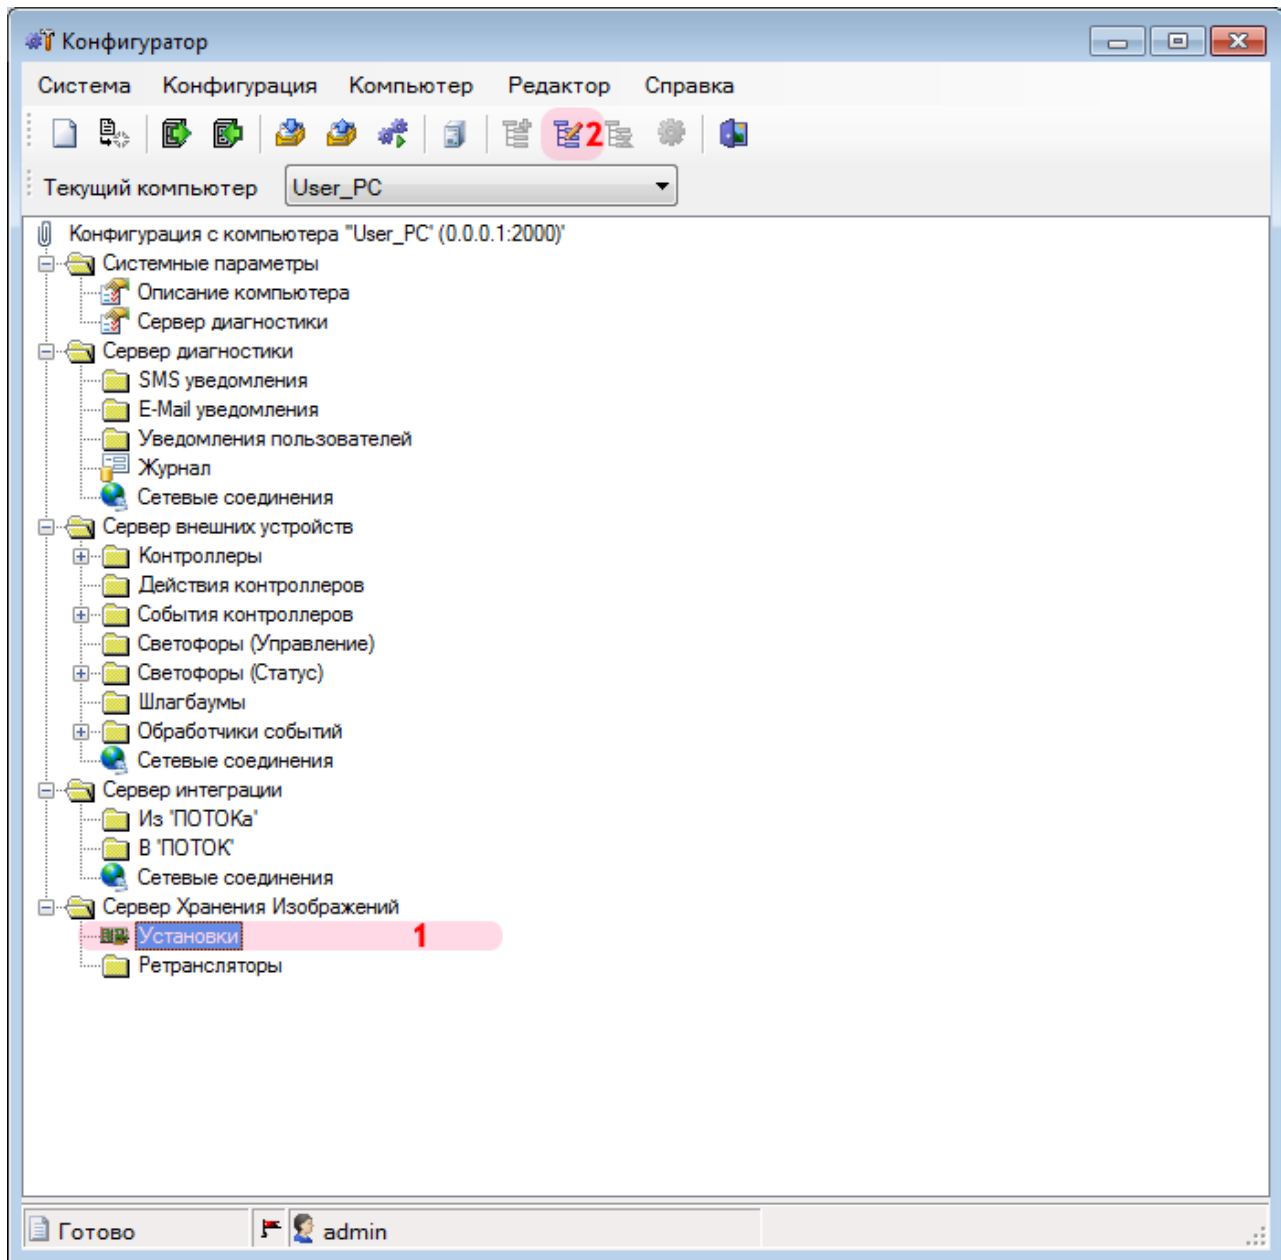 Конфигуратор
Система Конфигурация Компьютер Редактор Справка
2
Текущий компьютер User_PC
Конфигурация с компьютера "User_PC" (0.0.0.1:2000)'
Системные параметры
Описание компьютера
Сервер диагностики
Сервер диагностики
SMS уведомления
E-Mail уведомления
Уведомления пользователей
Журнал
Сетевые соединения
Сервер внешних устройств
Контроллеры
Действия контроллеров
События контроллеров
Светофоры (Управление)
Светофоры (Статус)
Шлагбаумы
Обработчики событий
Сетевые соединения
Сервер интеграции
Из 'ПОТОКа'
В 'ПОТОК'
Сетевые соединения
Сервер Хранения Изображений
Установки 1
Ретрансляторы
Готово admin